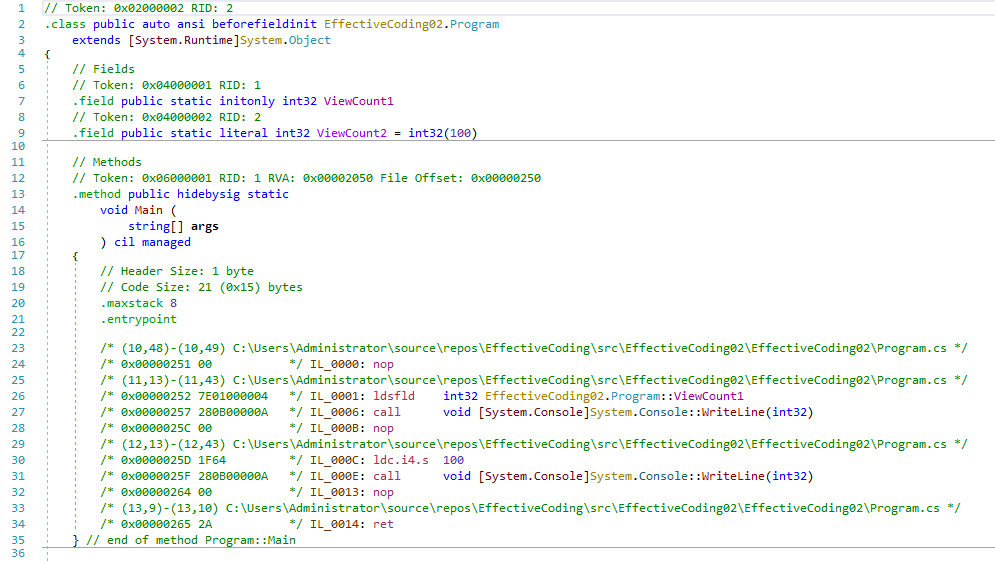 1 // Token: 0x02000002 RID: 2
2 .class public auto ansi beforefieldinit EffectiveCoding02.Program
3     extends [System.Runtime]System.Object
4 {
5     // Fields
6     // Token: 0x04000001 RID: 1
7     .field public static initonly int32 ViewCount1
8     // Token: 0x04000002 RID: 2
9     .field public static literal int32 ViewCount2 = int32(100)
10
11     // Methods
12     // Token: 0x06000001 RID: 1 RVA: 0x00002050 File Offset: 0x00000250
13     .method public hidebysig static
14         void Main (
15             string[] args
16         ) cil managed
17     {
18         // Header Size: 1 byte
19         // Code Size: 21 (0x15) bytes
20         .maxstack 8
21         .entrypoint
22
23         /* (10,48)-(10,49) C:\Users\Administrator\source\repos\EffectiveCoding\src\EffectiveCoding02\EffectiveCoding02\Program.cs */
24         /* 0x00000251 00           */ IL_0000: nop
25         /* (11,13)-(11,43) C:\Users\Administrator\source\repos\EffectiveCoding\src\EffectiveCoding02\EffectiveCoding02\Program.cs */
26         /* 0x00000252 7E01000004   */ IL_0001: ldsfld    int32 EffectiveCoding02.Program::ViewCount1
27         /* 0x00000257 280B00000A   */ IL_0006: call      void [System.Console]System.Console::WriteLine(int32)
28         /* 0x0000025C 00           */ IL_000B: nop
29         /* (12,13)-(12,43) C:\Users\Administrator\source\repos\EffectiveCoding\src\EffectiveCoding02\EffectiveCoding02\Program.cs */
30         /* 0x0000025D 1F64         */ IL_000C: ldc.i4.s  100
31         /* 0x0000025F 280B00000A   */ IL_000E: call      void [System.Console]System.Console::WriteLine(int32)
32         /* 0x00000264 00           */ IL_0013: nop
33         /* (13,9)-(13,10) C:\Users\Administrator\source\repos\EffectiveCoding\src\EffectiveCoding02\EffectiveCoding02\Program.cs */
34         /* 0x00000265 2A           */ IL_0014: ret
35     } // end of method Program::Main
36